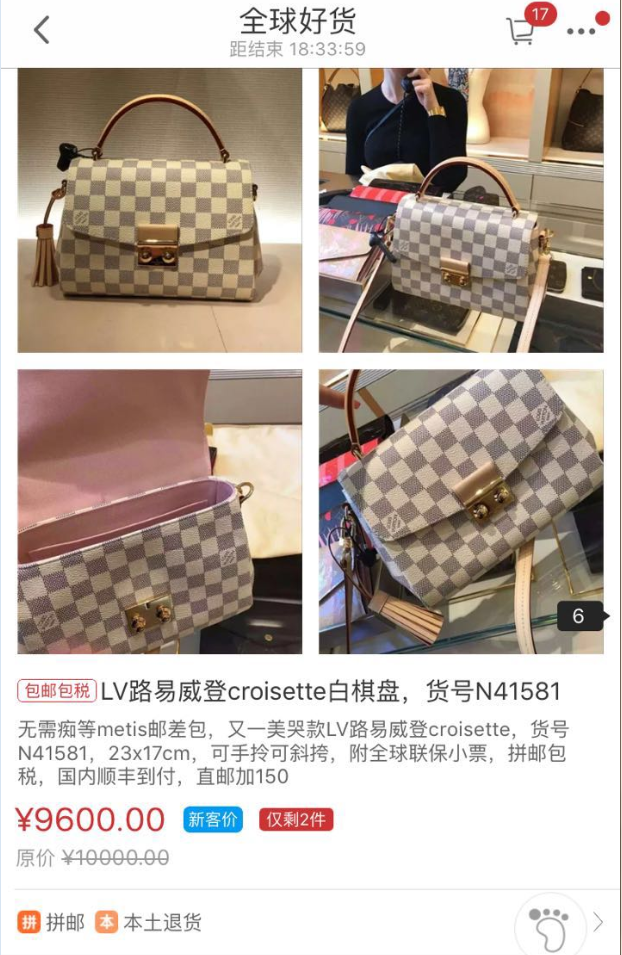 全球好货
距结束 18:33:59
17
6
包邮包税 LV路易威登croisette白棋盘，货号N41581
无需痴等metis邮差包，又一美哭款LV路易威登croisette，货号
N41581，23x17cm，可手拎可斜挎，附全球联保小票，拼邮包
税，国内顺丰到付，直邮加150
¥9600.00 新客价 仅剩2件
原价 ¥10000.00
拼 拼邮 本 本土退货